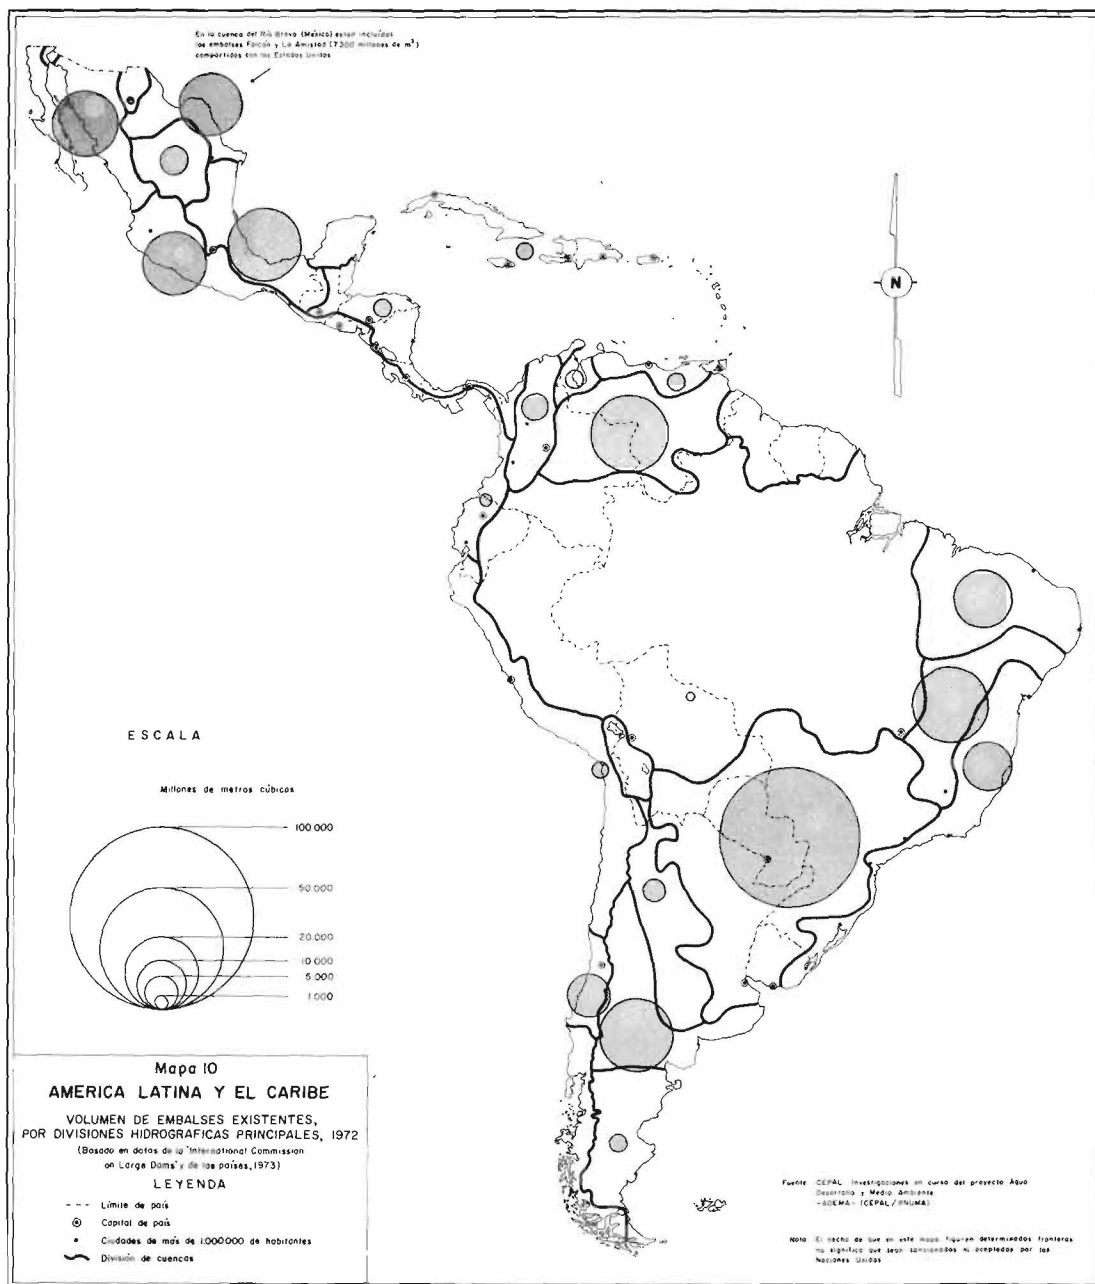 En la cuenca del Río Bravo (México) están incluídos
los embalses Falcón y La Amistad (7300 millones de m³)
compartidos con los Estados Unidos
N
ESCALA
Millones de metros cúbicos
100.000
50.000
20.000
10.000
5.000
1.000
Mapa 10
AMERICA LATINA Y EL CARIBE
VOLUMEN DE EMBALSES EXISTENTES,
POR DIVISIONES HIDROGRAFICAS PRINCIPALES, 1972
(Basado en datos de la "International Commission
on Large Dams" y de los países, 1973)
LEYENDA
Límite de país
Capital de país
Ciudades de más de 1.000.000 de habitantes
División de cuencas
Fuente: CEPAL. Investigaciones en curso del proyecto Agua
Desarrollo y Medio Ambiente
-ADEMA- (CEPAL/PNUMA)
Nota: El hecho de que en este mapa figuren determinadas fronteras
no significa que sean sancionadas ni aceptadas por las
Naciones Unidas